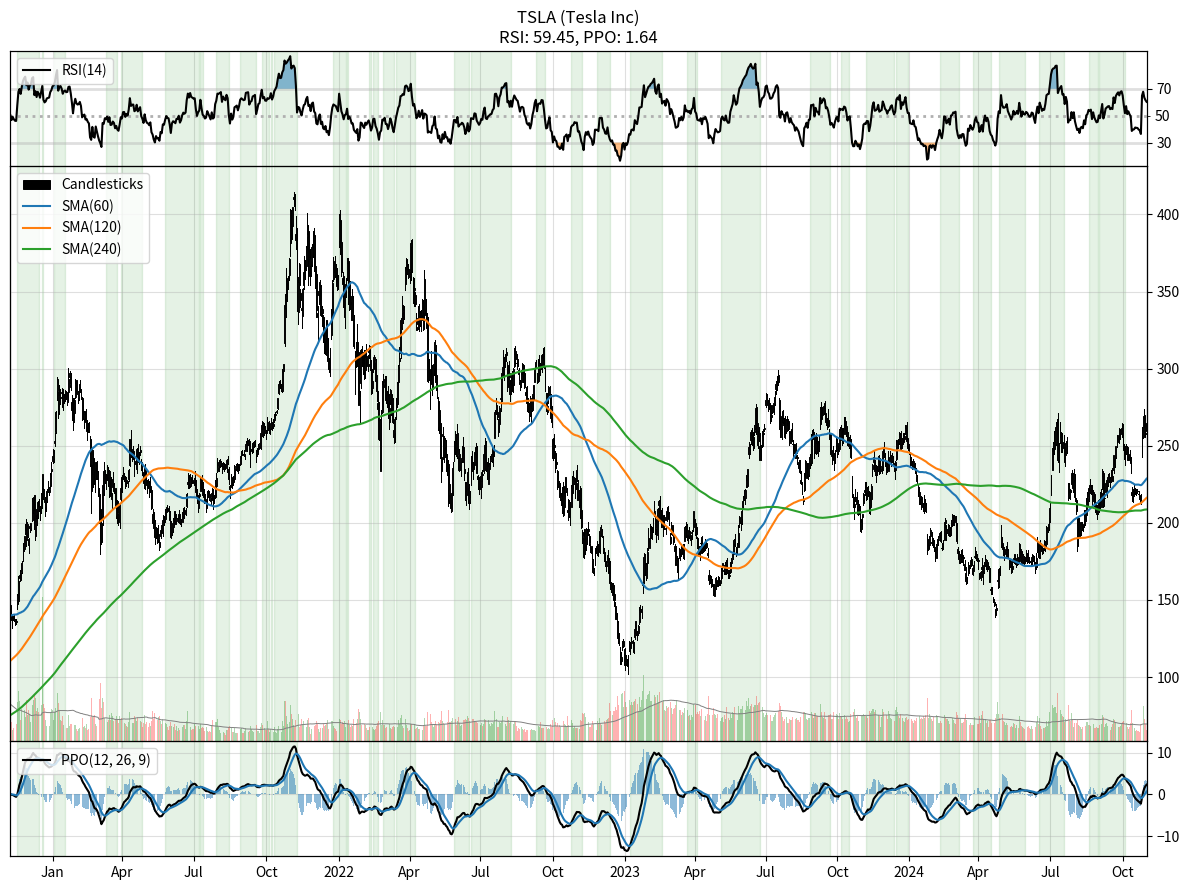 TSLA (Tesla Inc)
RSI: 59.45, PPO: 1.64
RSI(14)
70
50
30
Candlesticks
SMA(60)
SMA(120)
SMA(240)
400
350
300
250
200
150
100
PPO(12, 26, 9)
10
0
−10
Jan Apr Jul Oct 2022 Apr Jul Oct 2023 Apr Jul Oct 2024 Apr Jul Oct